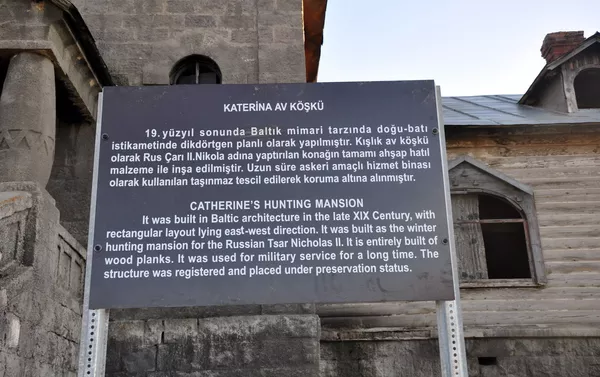 KATERİNA AV KÖŞKÜ
19. yüzyıl sonunda Baltık mimari tarzında doğu-batı
istikametinde dikdörtgen planlı olarak yapılmıştır. Kışlık av köşkü
olarak Rus Çarı II.Nikola adına yaptırılan konağın tamamı ahşap hatıl
malzeme ile inşa edilmiştir. Uzun süre askeri amaçlı hizmet binası
olarak kullanılan taşınmaz tescil edilerek koruma altına alınmıştır.
CATHERINE'S HUNTING MANSION
It was built in Baltic architecture in the late XIX Century, with
rectangular layout lying east-west direction. It was built as the winter
hunting mansion for the Russian Tsar Nicholas II. It is entirely built of
wood planks. It was used for military service for a long time. The
structure was registered and placed under preservation status.